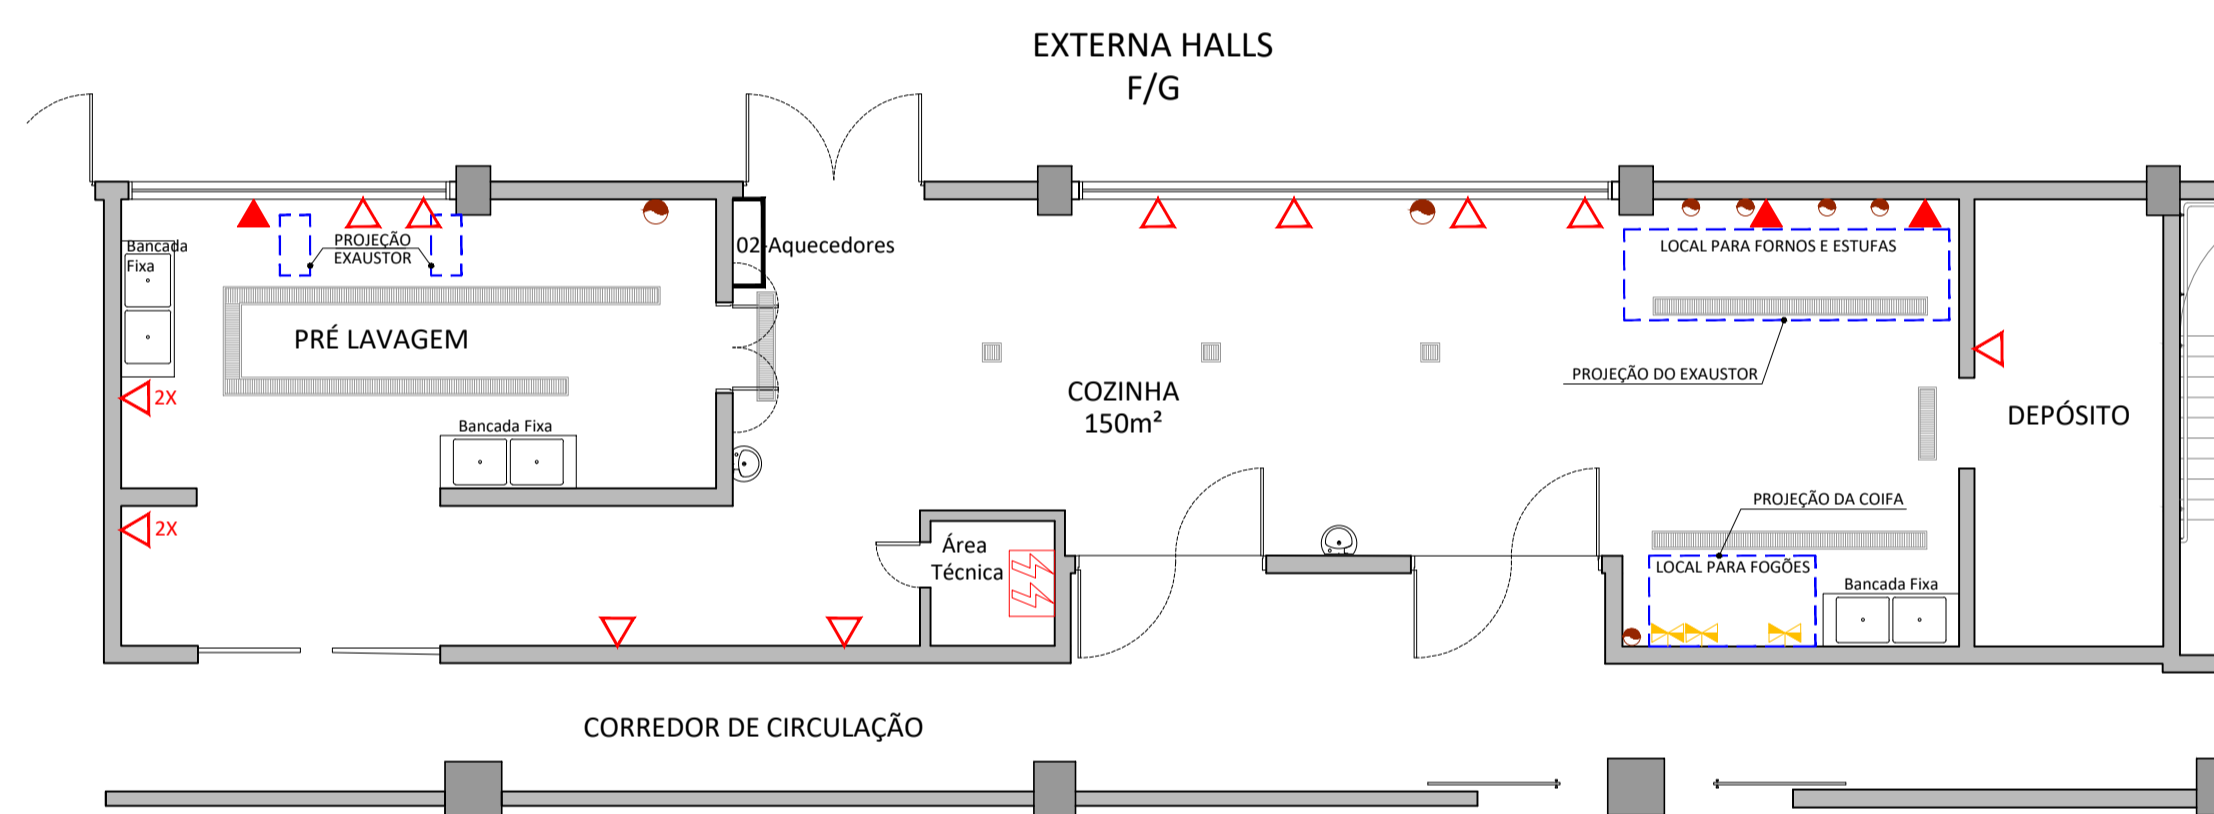 EXTERNA HALLS
F/G
Bancada
Fixa
PROJEÇÃO
EXAUSTOR
02-Aquecedores
LOCAL PARA FORNOS E ESTUFAS
PRÉ LAVAGEM
PROJEÇÃO DO EXAUSTOR
COZINHA
150m²
2X
DEPÓSITO
Bancada Fixa
PROJEÇÃO DA COIFA
2X
Área
Técnica
LOCAL PARA FOGÕES
Bancada Fixa
CORREDOR DE CIRCULAÇÃO